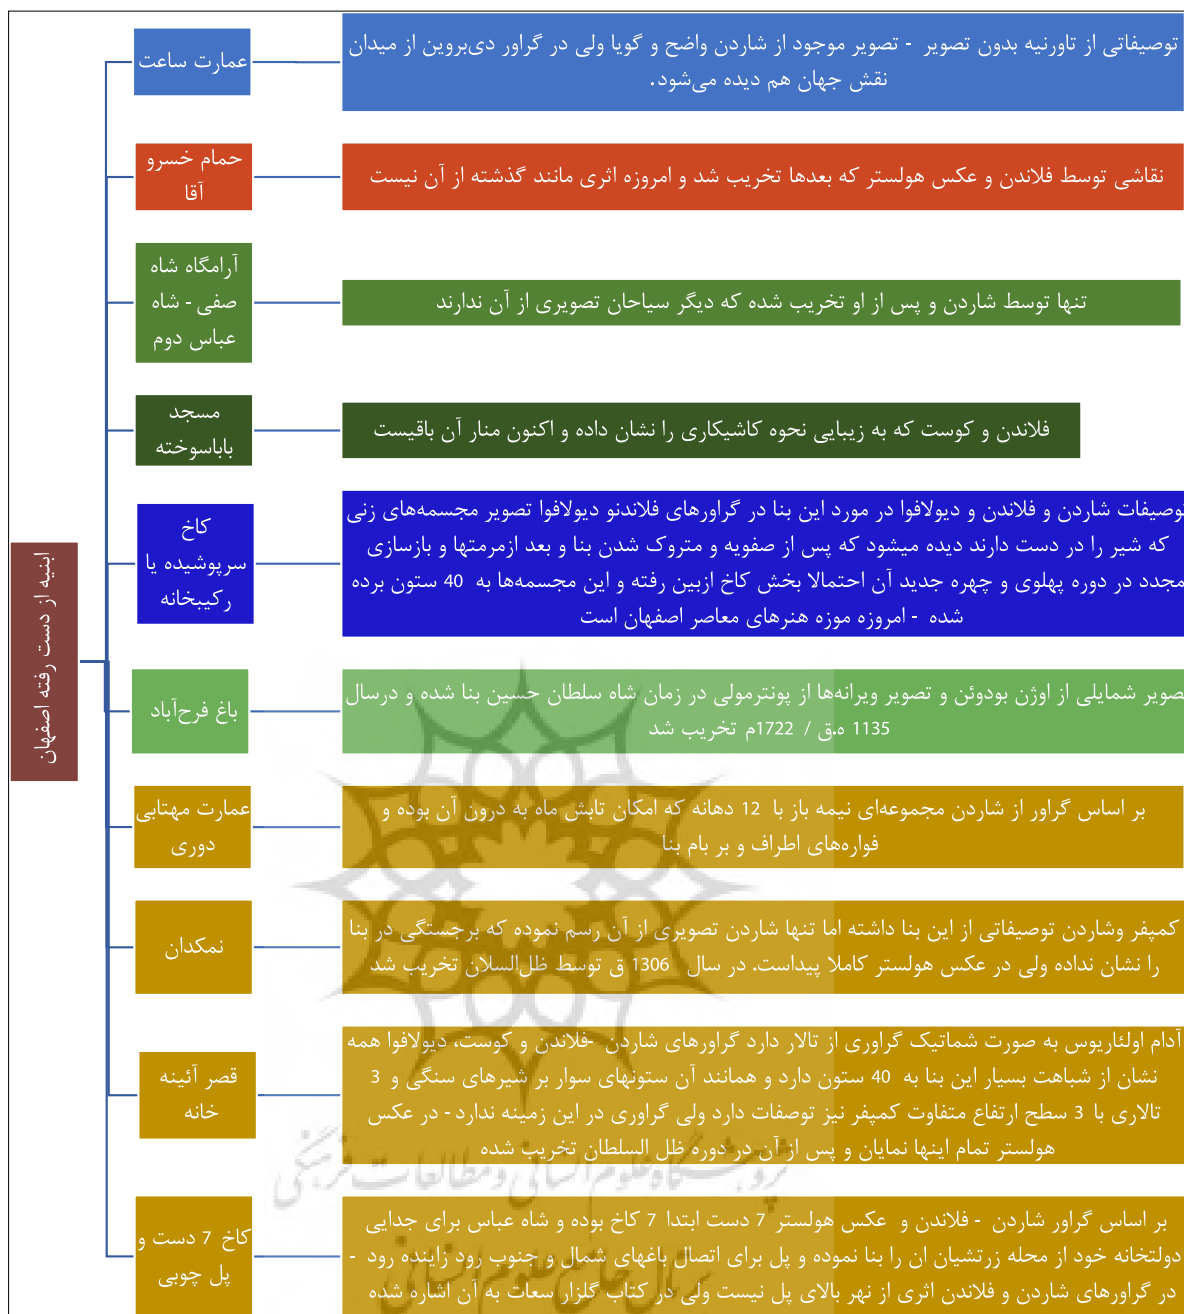 ابنیه از دست رفته اصفهان
عمارت ساعت
توصیفاتی از تاورنیه بدون تصویر - تصویر موجود از شاردن واضح و گویا ولی در گراور دی‌بروین از میدان
نقش جهان هم دیده می‌شود.
حمام خسرو
آقا
نقاشی توسط فلاندن و عکس هولستر که بعدها تخریب شد و امروزه اثری مانند گذشته از آن نیست
آرامگاه شاه
صفی - شاه
عباس دوم
تنها توسط شاردن و پس از او تخریب شده که دیگر سیاحان تصویری از آن ندارند
مسجد
باباسوخته
فلاندن و کوست که به زیبایی نحوه کاشیکاری را نشان داده و اکنون منار آن باقیست
کاخ
سرپوشیده یا
رکیبخانه
توصیفات شاردن و فلاندن و دیولافوا در مورد این بنا در گراورهای فلاندنو دیولافوا تصویر مجسمه‌های زنی
که شیر را در دست دارند دیده میشود که پس از صفویه و متروک شدن بنا و بعد ازمرمتها و بازسازی
مجدد در دوره پهلوی و چهره جدید آن احتمالا بخش کاخ ازبین رفته و این مجسمه‌ها به 40 ستون برده
شده - امروزه موزه هنرهای معاصر اصفهان است
باغ فرح‌آباد
تصویر شمایلی از اوژن بودوئن و تصویر ویرانه‌ها از پونترمولی در زمان شاه سلطان حسین بنا شده و درسال
1135 ه.ق / 1722م تخریب شد
عمارت مهتابی
دوری
بر اساس گراور از شاردن مجموعه‌ای نیمه باز با 12 دهانه که امکان تابش ماه به درون آن بوده و
فواره‌های اطراف و بر بام بنا
نمکدان
کمپفر وشاردن توصیفاتی از این بنا داشته اما تنها شاردن تصویری از آن رسم نموده که برجستگی در بنا
را نشان نداده ولی در عکس هولستر کاملا پیداست. در سال 1306 ق توسط ظل‌السلان تخریب شد
قصر آئینه
خانه
آدام اولئاریوس به صورت شماتیک گراوری از تالار دارد گراورهای شاردن -فلاندن و کوست، دیولافوا همه
نشان از شباهت بسیار این بنا به 40 ستون دارد و همانند آن ستونهای سوار بر شیرهای سنگی و 3
تالاری با 3 سطح ارتفاع متفاوت کمپفر نیز توصفات دارد ولی گراوری در این زمینه ندارد - در عکس
هولستر تمام اینها نمایان و پس از آن در دوره ظل السلطان تخریب شده
کاخ 7 دست و
پل چوبی
بر اساس گراور شاردن - فلاندن و عکس هولستر 7 دست ابتدا 7 کاخ بوده و شاه عباس برای جدایی
دولتخانه خود از محله زرتشیان ان را بنا نموده و پل برای اتصال باغهای شمال و جنوب رود زاینده رود -
در گراورهای شاردن و فلاندن اثری از نهر بالای پل نیست ولی در کتاب گلزار سعات به آن اشاره شده
پژوهشگاه علوم انسانی و مطالعات فرهنگی
پرتال جامع علوم انسانی